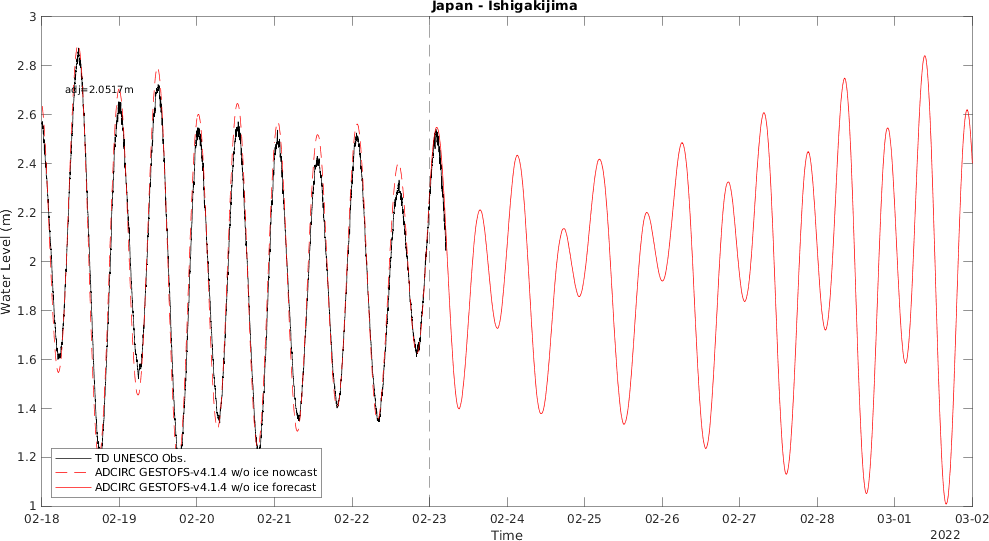 Japan - Ishigakijima
adj=2.0517m
Water Level (m)
3
2.8
2.6
2.4
2.2
2
1.8
1.6
1.4
1.2
1
TD UNESCO Obs.
ADCIRC GESTOFS-v4.1.4 w/o ice nowcast
ADCIRC GESTOFS-v4.1.4 w/o ice forecast
02-18 02-19 02-20 02-21 02-22 02-23 02-24 02-25 02-26 02-27 02-28 03-01 03-02
Time
2022